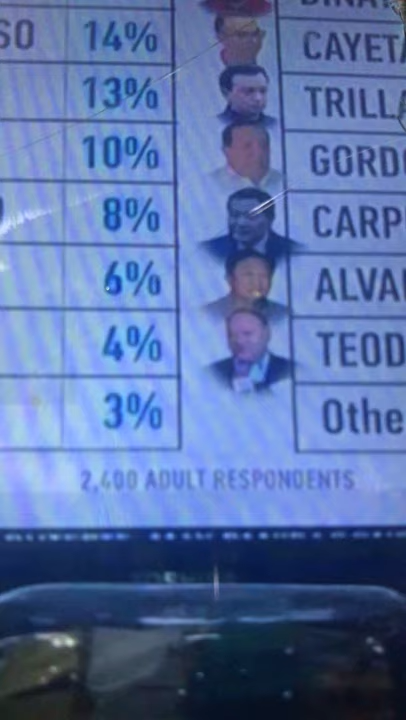 SO 14% CAYETA
13% TRILLA
10% GORDO
8% CARP
6% ALVA
4% TEOD
3% Othe
2,400 ADULT RESPONDENTS